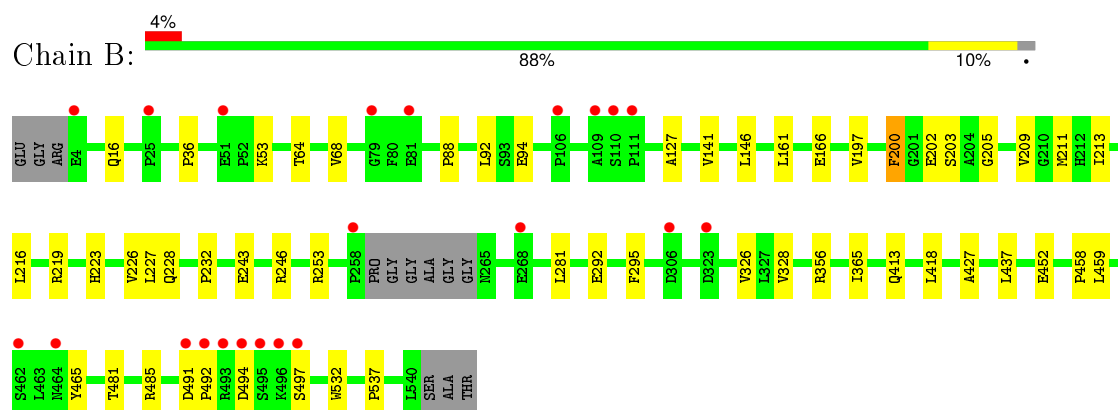 4%
Chain B:
88% 10% •
GLU GLY ARG E4 Q16 P25 P36 E51 P52 K53 T64 V68 G79 F80 E81 P88 L92 S93 E94 P106 A109 S110 P111 A127 V141 L146 L161 E166 V197 F200 G201 E202 S203 A204 G205 V209 G210 M211 H212 I213
L216 R219 H223 V226 L227 Q228 P232 E243 R246 R253 P258 PRO GLY GLY ALA GLY GLY N265 E268 L281 E292 F295 D306 D323 V326 L327 V328 R356 I365 Q413 L418 A427 L437 E452 P458 L459
S462 L463 N464 Y465 T481 R485 D491 P492 R493 D494 S495 K496 S497 W532 P537 L540 SER ALA THR